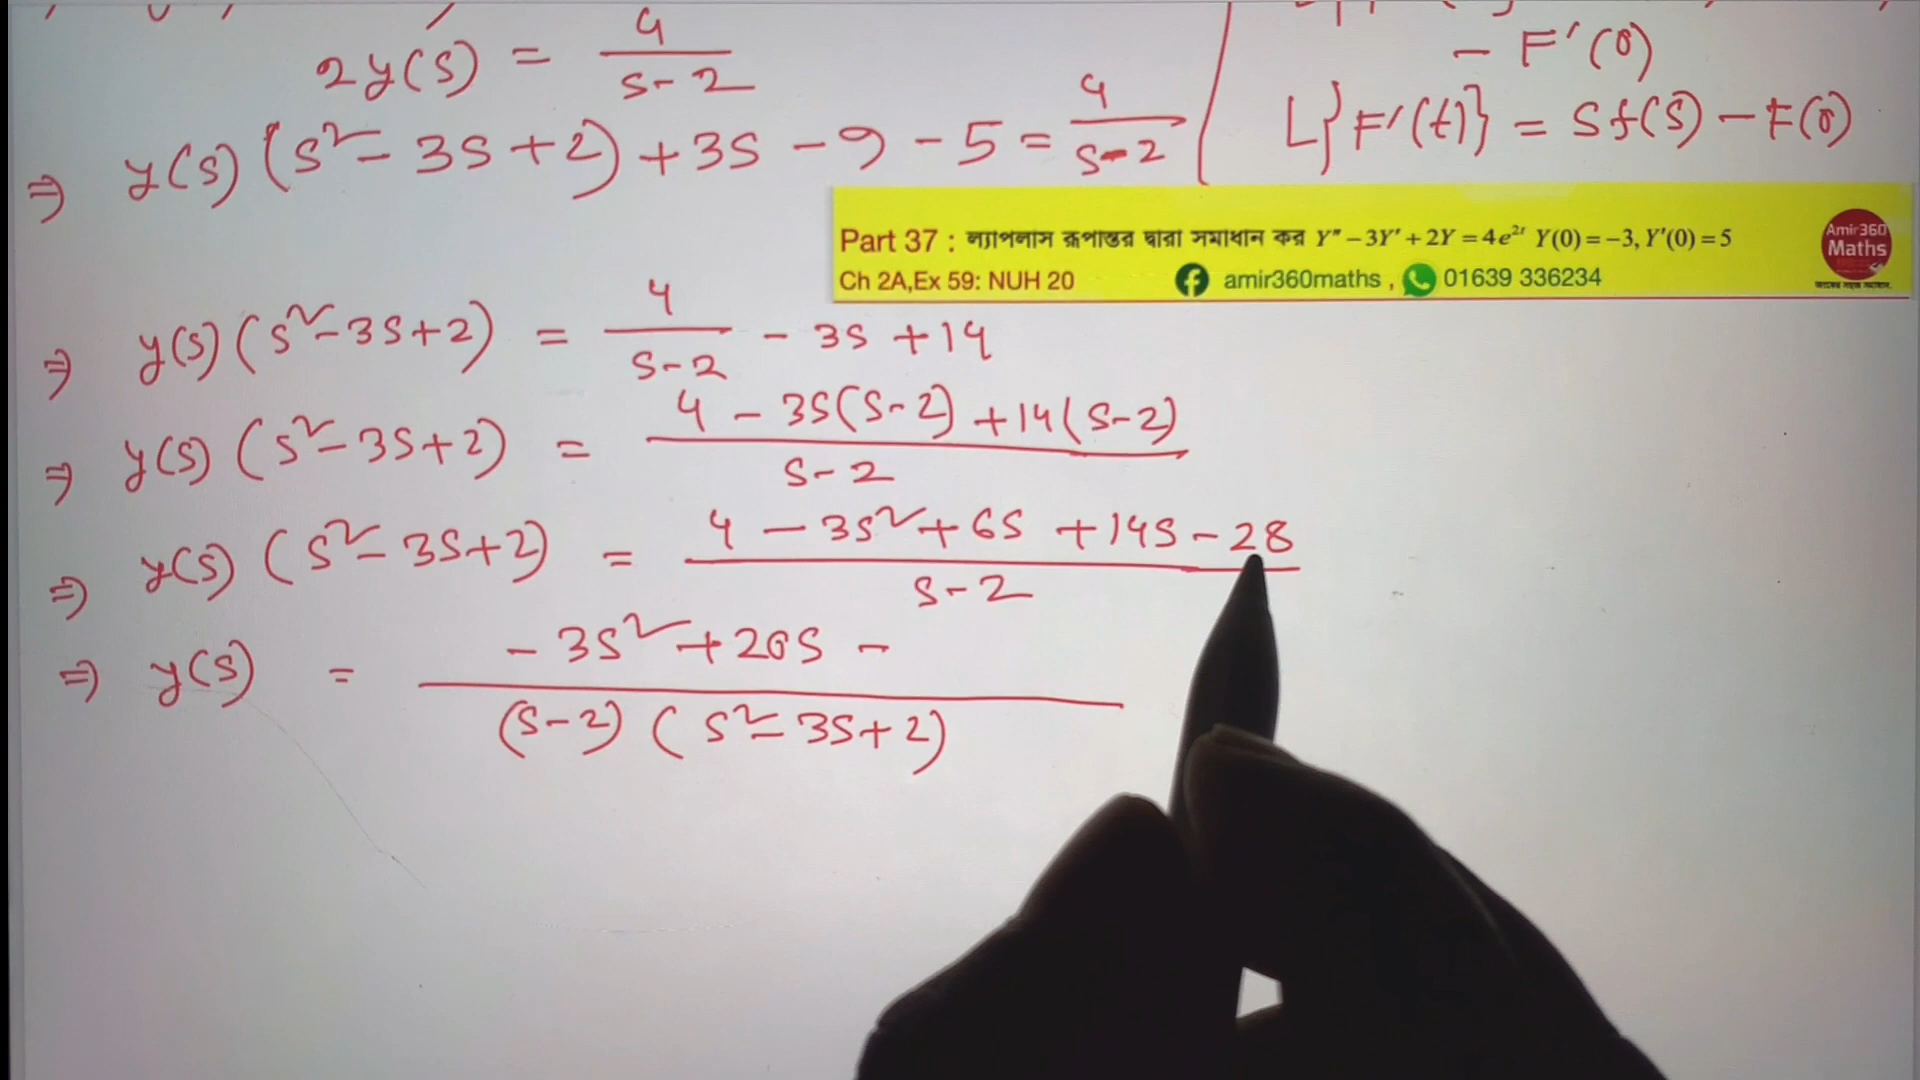 2y(s) = 4/(s-2)
⇒ y(s)(s²-3s+2)+3s-9-5 = 4/(s-2)
- F'(0)
L{F'(t)} = Sf(s) - F(0)
Part 37 : ল্যাপলাস রূপান্তর দ্বারা সমাধান কর Y" – 3Y' + 2Y = 4e²ᵗ Y(0) = –3, Y'(0) = 5
Ch 2A,Ex 59: NUH 20 amir360maths , 01639 336234
Amir 360
Maths
⇒ y(s)(s²-3s+2) = 4/(s-2) - 3s + 14
⇒ y(s)(s²-3s+2) = (4 - 3s(s-2) + 14(s-2))/(s-2)
⇒ y(s)(s²-3s+2) = (4 - 3s² + 6s + 14s - 28)/(s-2)
⇒ y(s) = (-3s² + 20s -)/((s-2)(s²-3s+2))